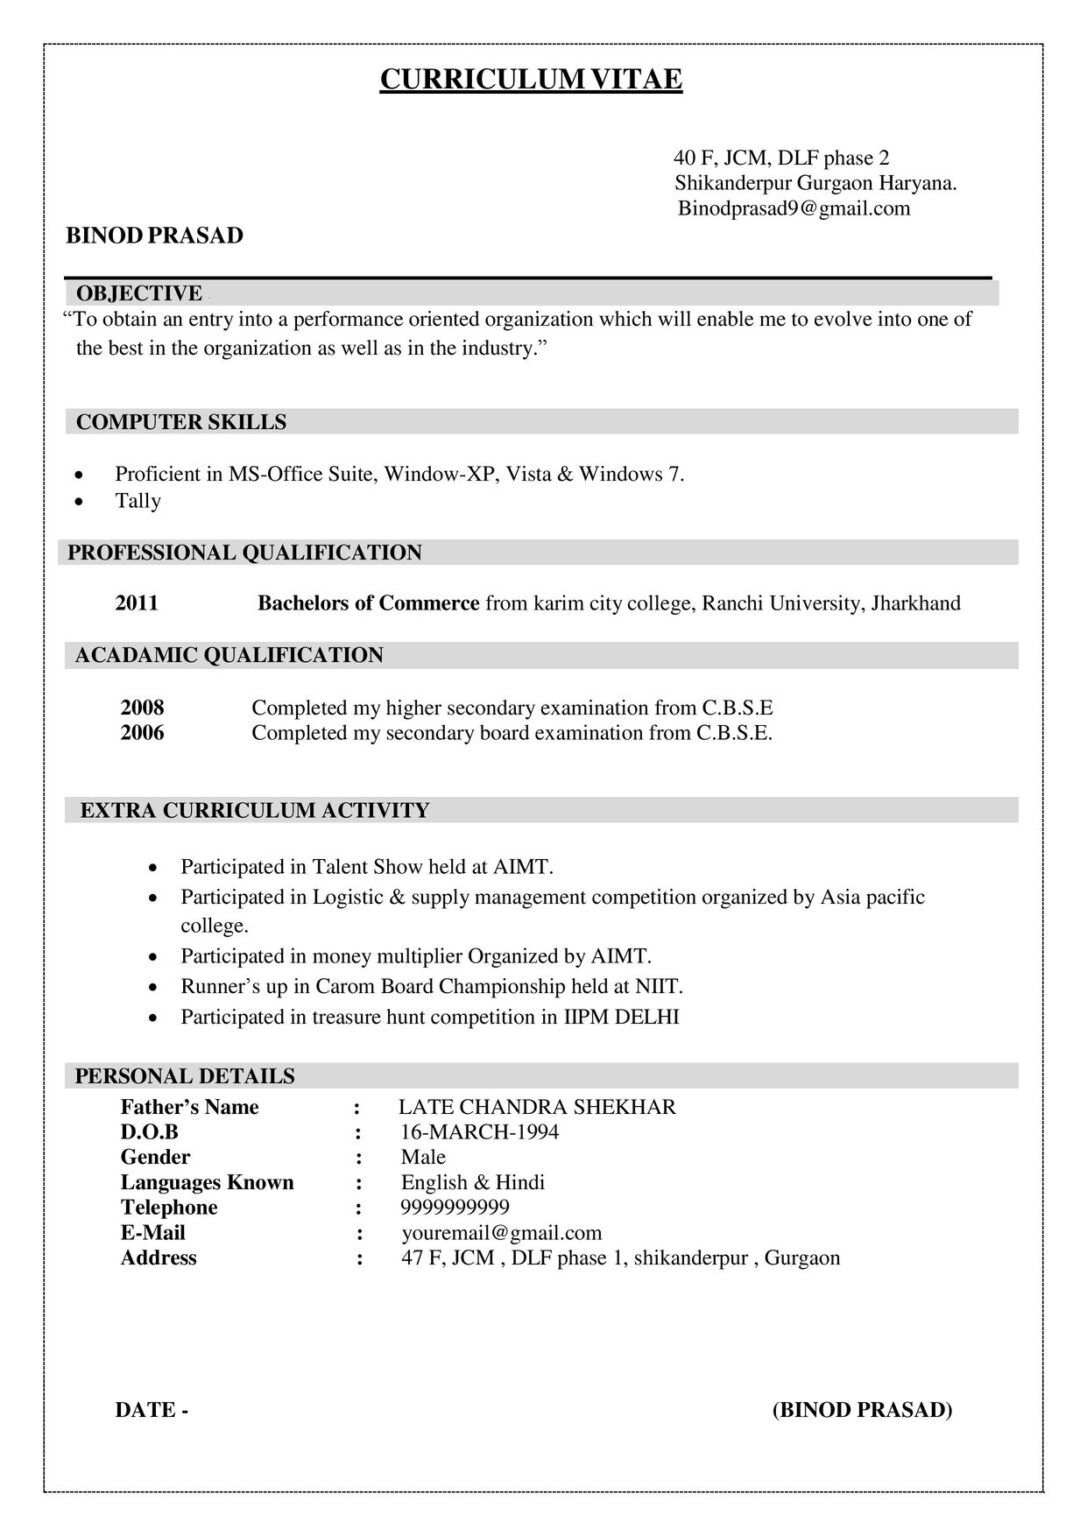 CURRICULUM VITAE
40 F, JCM, DLF phase 2
Shikanderpur Gurgaon Haryana.
Binodprasad9@gmail.com
BINOD PRASAD
OBJECTIVE
“To obtain an entry into a performance oriented organization which will enable me to evolve into one of
the best in the organization as well as in the industry.”
COMPUTER SKILLS
• Proficient in MS-Office Suite, Window-XP, Vista & Windows 7.
• Tally
PROFESSIONAL QUALIFICATION
2011 Bachelors of Commerce from karim city college, Ranchi University, Jharkhand
ACADAMIC QUALIFICATION
2008 Completed my higher secondary examination from C.B.S.E
2006 Completed my secondary board examination from C.B.S.E.
EXTRA CURRICULUM ACTIVITY
• Participated in Talent Show held at AIMT.
• Participated in Logistic & supply management competition organized by Asia pacific
college.
• Participated in money multiplier Organized by AIMT.
• Runner’s up in Carom Board Championship held at NIIT.
• Participated in treasure hunt competition in IIPM DELHI
PERSONAL DETAILS
Father’s Name : LATE CHANDRA SHEKHAR
D.O.B : 16-MARCH-1994
Gender : Male
Languages Known : English & Hindi
Telephone : 9999999999
E-Mail : youremail@gmail.com
Address : 47 F, JCM , DLF phase 1, shikanderpur , Gurgaon
DATE - (BINOD PRASAD)